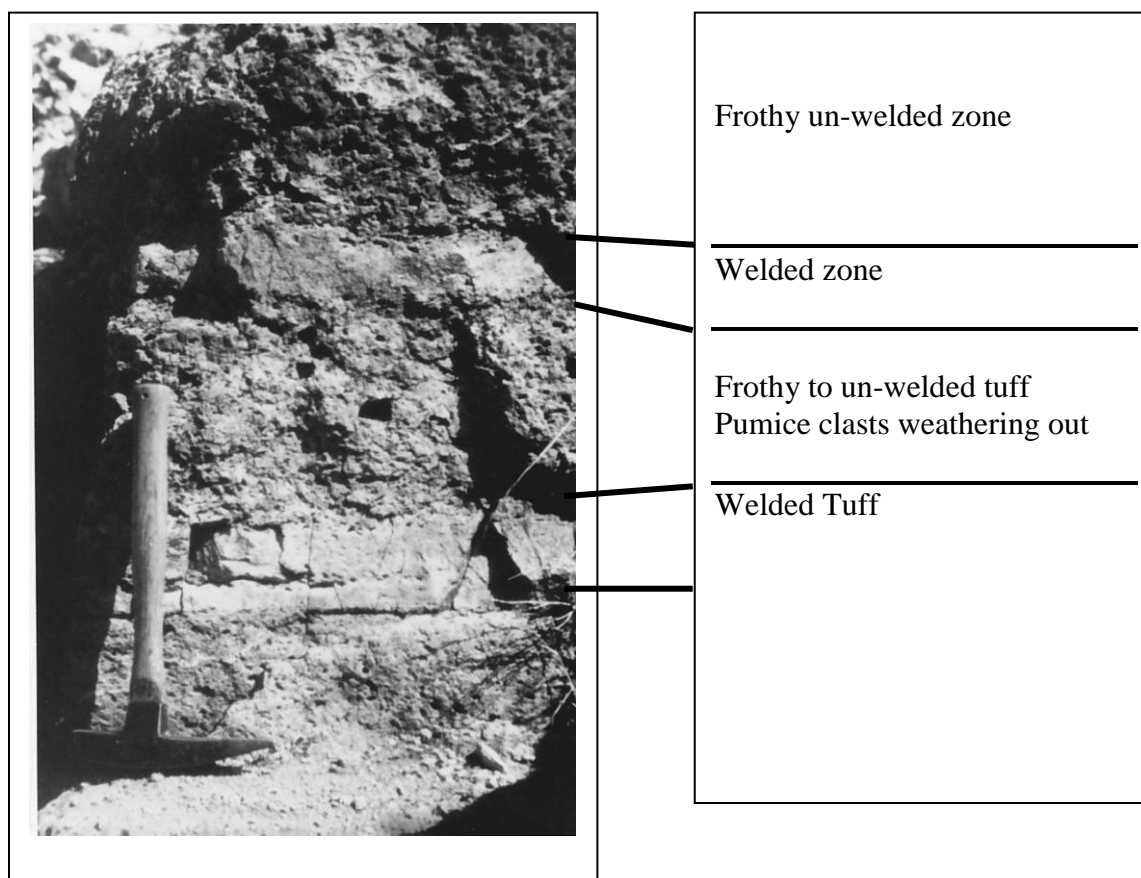 Frothy un-welded zone
Welded zone
Frothy to un-welded tuff
Pumice clasts weathering out
Welded Tuff